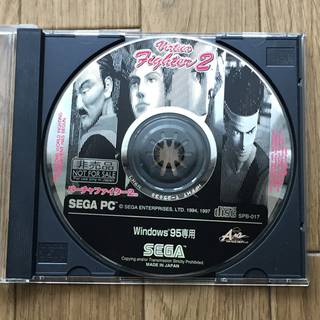 Virtua
Fighter 2
非売品
NOT FOR SALE
バーチャファイター2
SEGA PC
© SEGA ENTERPRISES, LTD. 1994, 1997
disc
SPB-017
Windows®95専用
SEGA
Copying and/or Transmission Strictly Prohibited.
MADE IN JAPAN